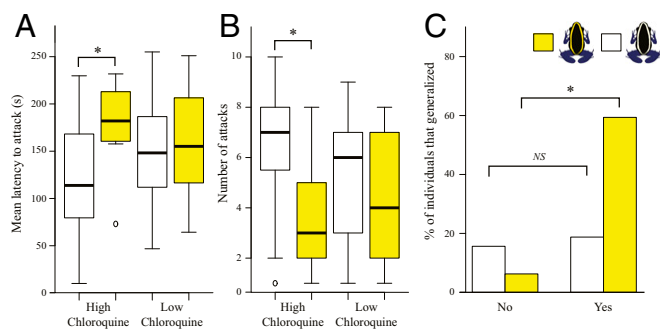 A
B
C
*
*
*
NS
Mean latency to attack (s)
250
200
150
100
50
0
High
Chloroquine
Low
Chloroquine
Number of attacks
10
8
6
4
2
0
High
Chloroquine
Low
Chloroquine
% of individuals that generalized
80
60
40
20
0
No
Yes